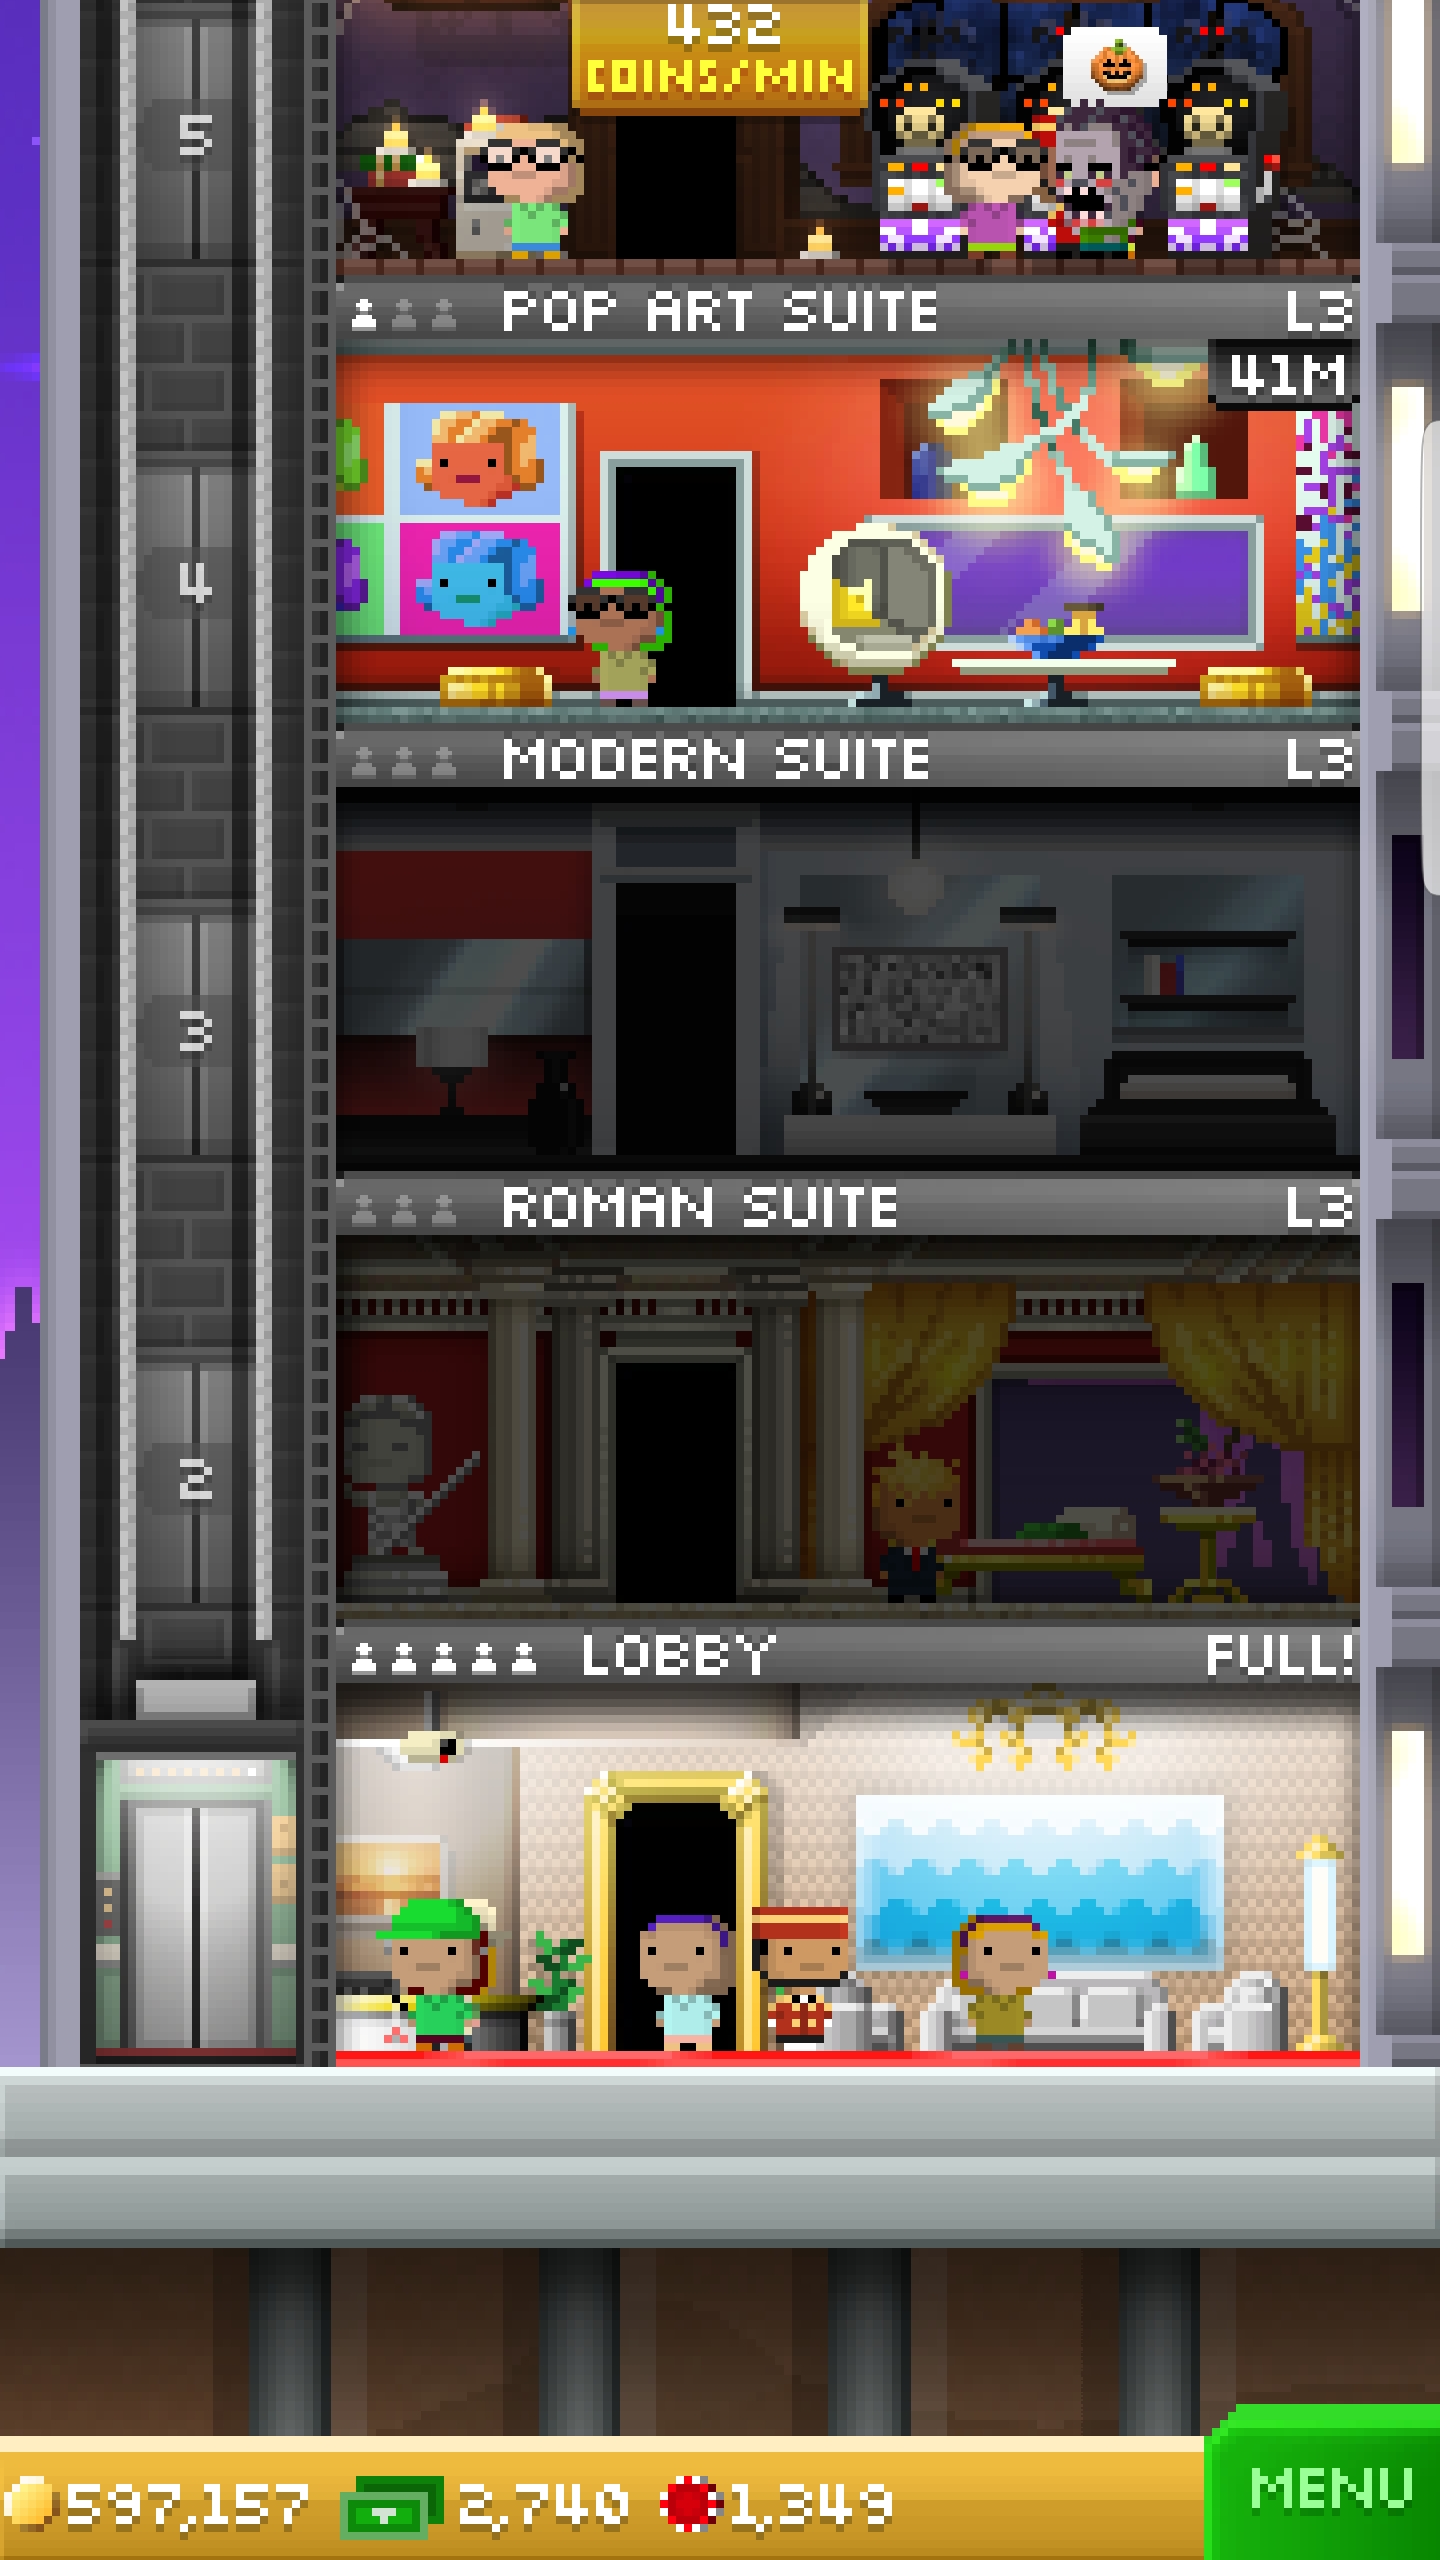 432
COINS/MIN
5
POP ART SUITE L3
41M
4
MODERN SUITE L3
3
ROMAN SUITE L3
2
LOBBY FULL!
597,157 2,740 1,349
MENU